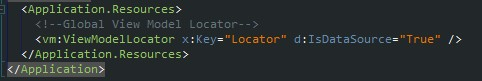 <Application.Resources>
<!--Global View Model Locator-->
<vm:ViewModelLocator x:Key="Locator" d:IsDataSource="True" />
</Application.Resources>
</Application>